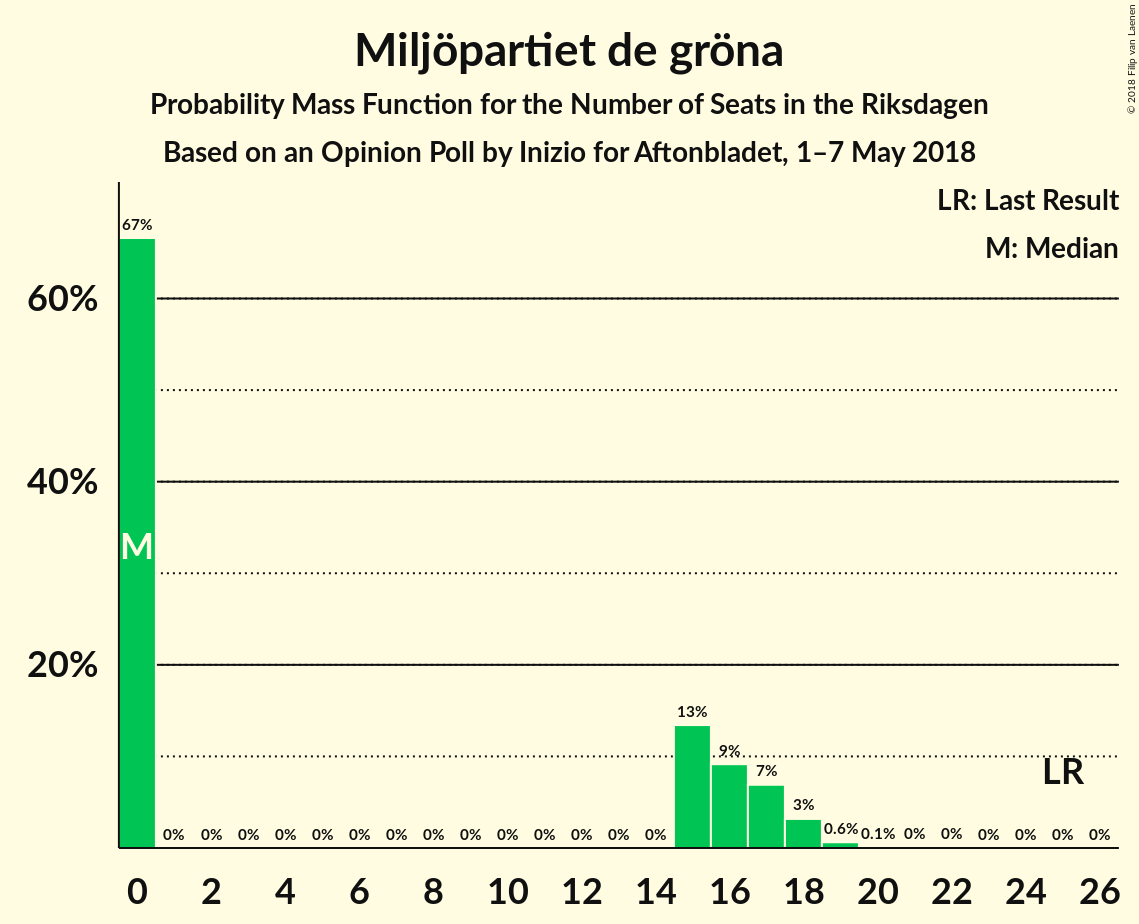 Miljöpartiet de gröna
Probability Mass Function for the Number of Seats in the Riksdagen
Based on an Opinion Poll by Inizio for Aftonbladet, 1–7 May 2018
© 2018 Filip van Laenen
LR: Last Result
M: Median
67%
60%
40%
M
20%
13%
9%
7%
LR
3%
0% 0% 0% 0% 0% 0% 0% 0% 0% 0% 0% 0% 0% 0% 0.6% 0.1% 0% 0% 0% 0% 0% 0%
0 2 4 6 8 10 12 14 16 18 20 22 24 26